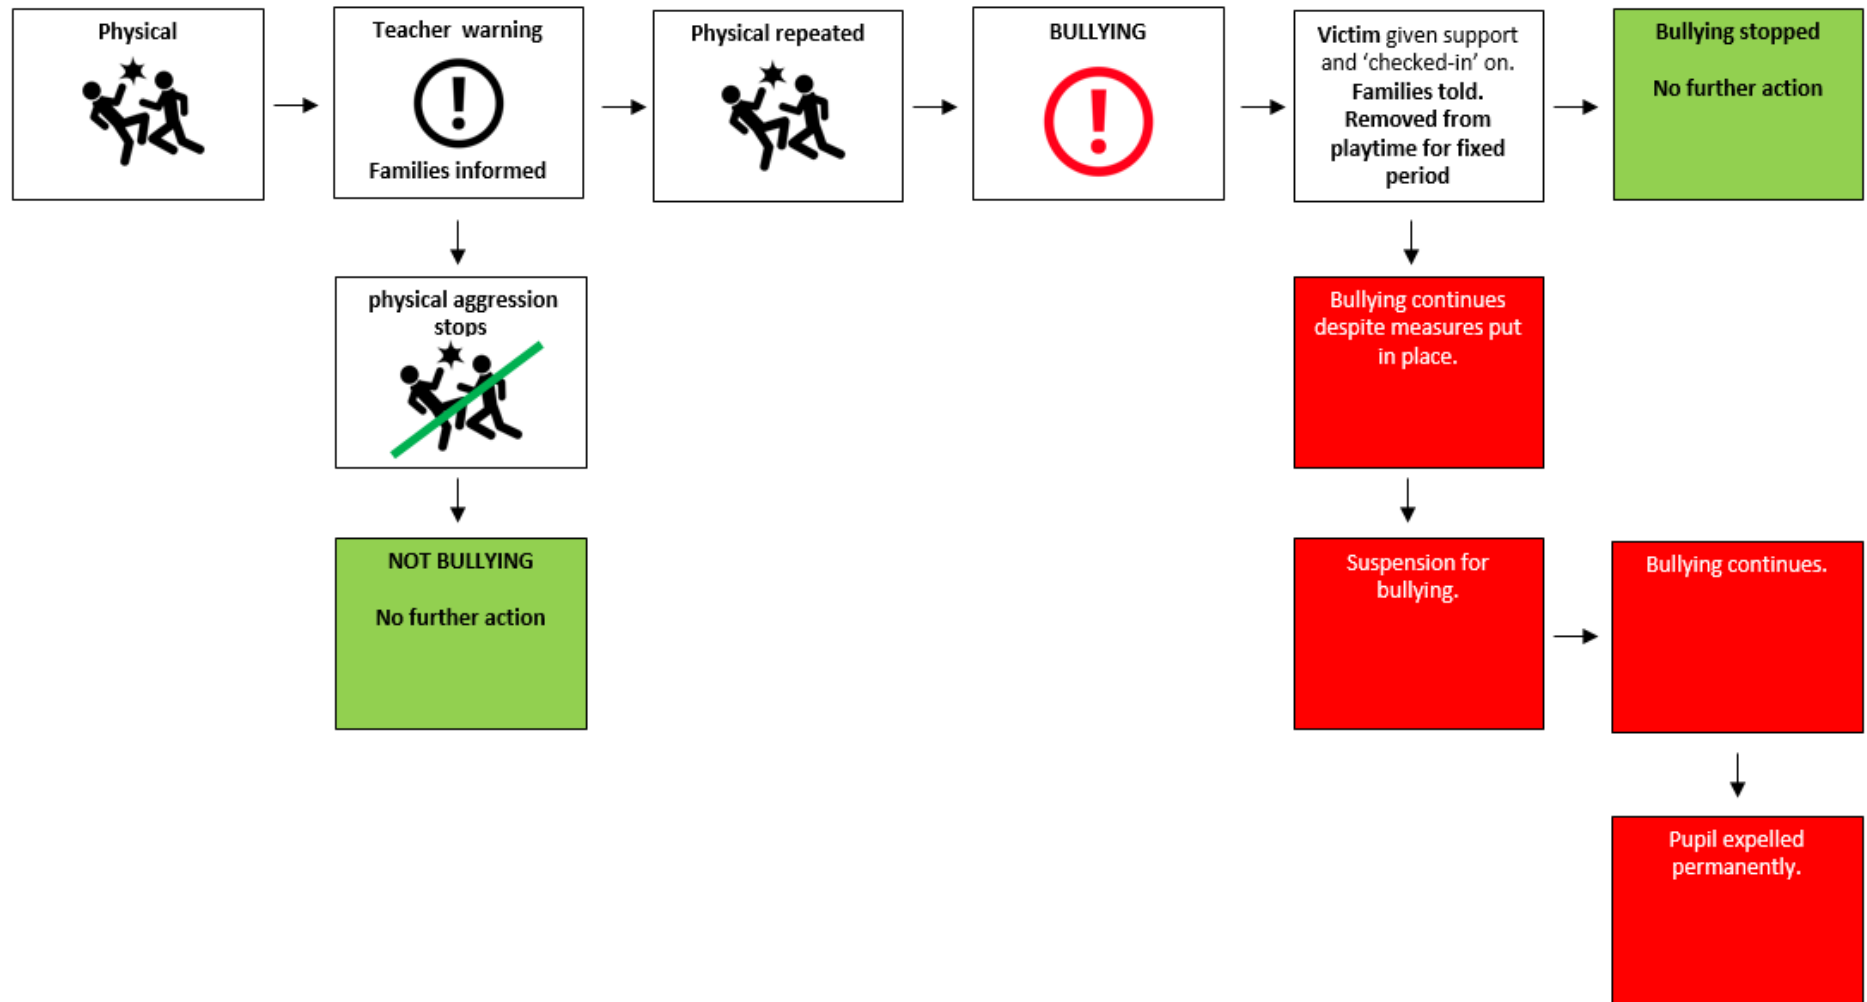 Physical
Teacher  warning
!
Families informed
Physical repeated
BULLYING
!
Victim given support
and ‘checked-in’ on.
Families told.
Removed from
playtime for fixed
period
Bullying stopped
No further action
physical aggression
stops
Bullying continues
despite measures put
in place.
NOT BULLYING
No further action
Suspension for
bullying.
Bullying continues.
Pupil expelled
permanently.